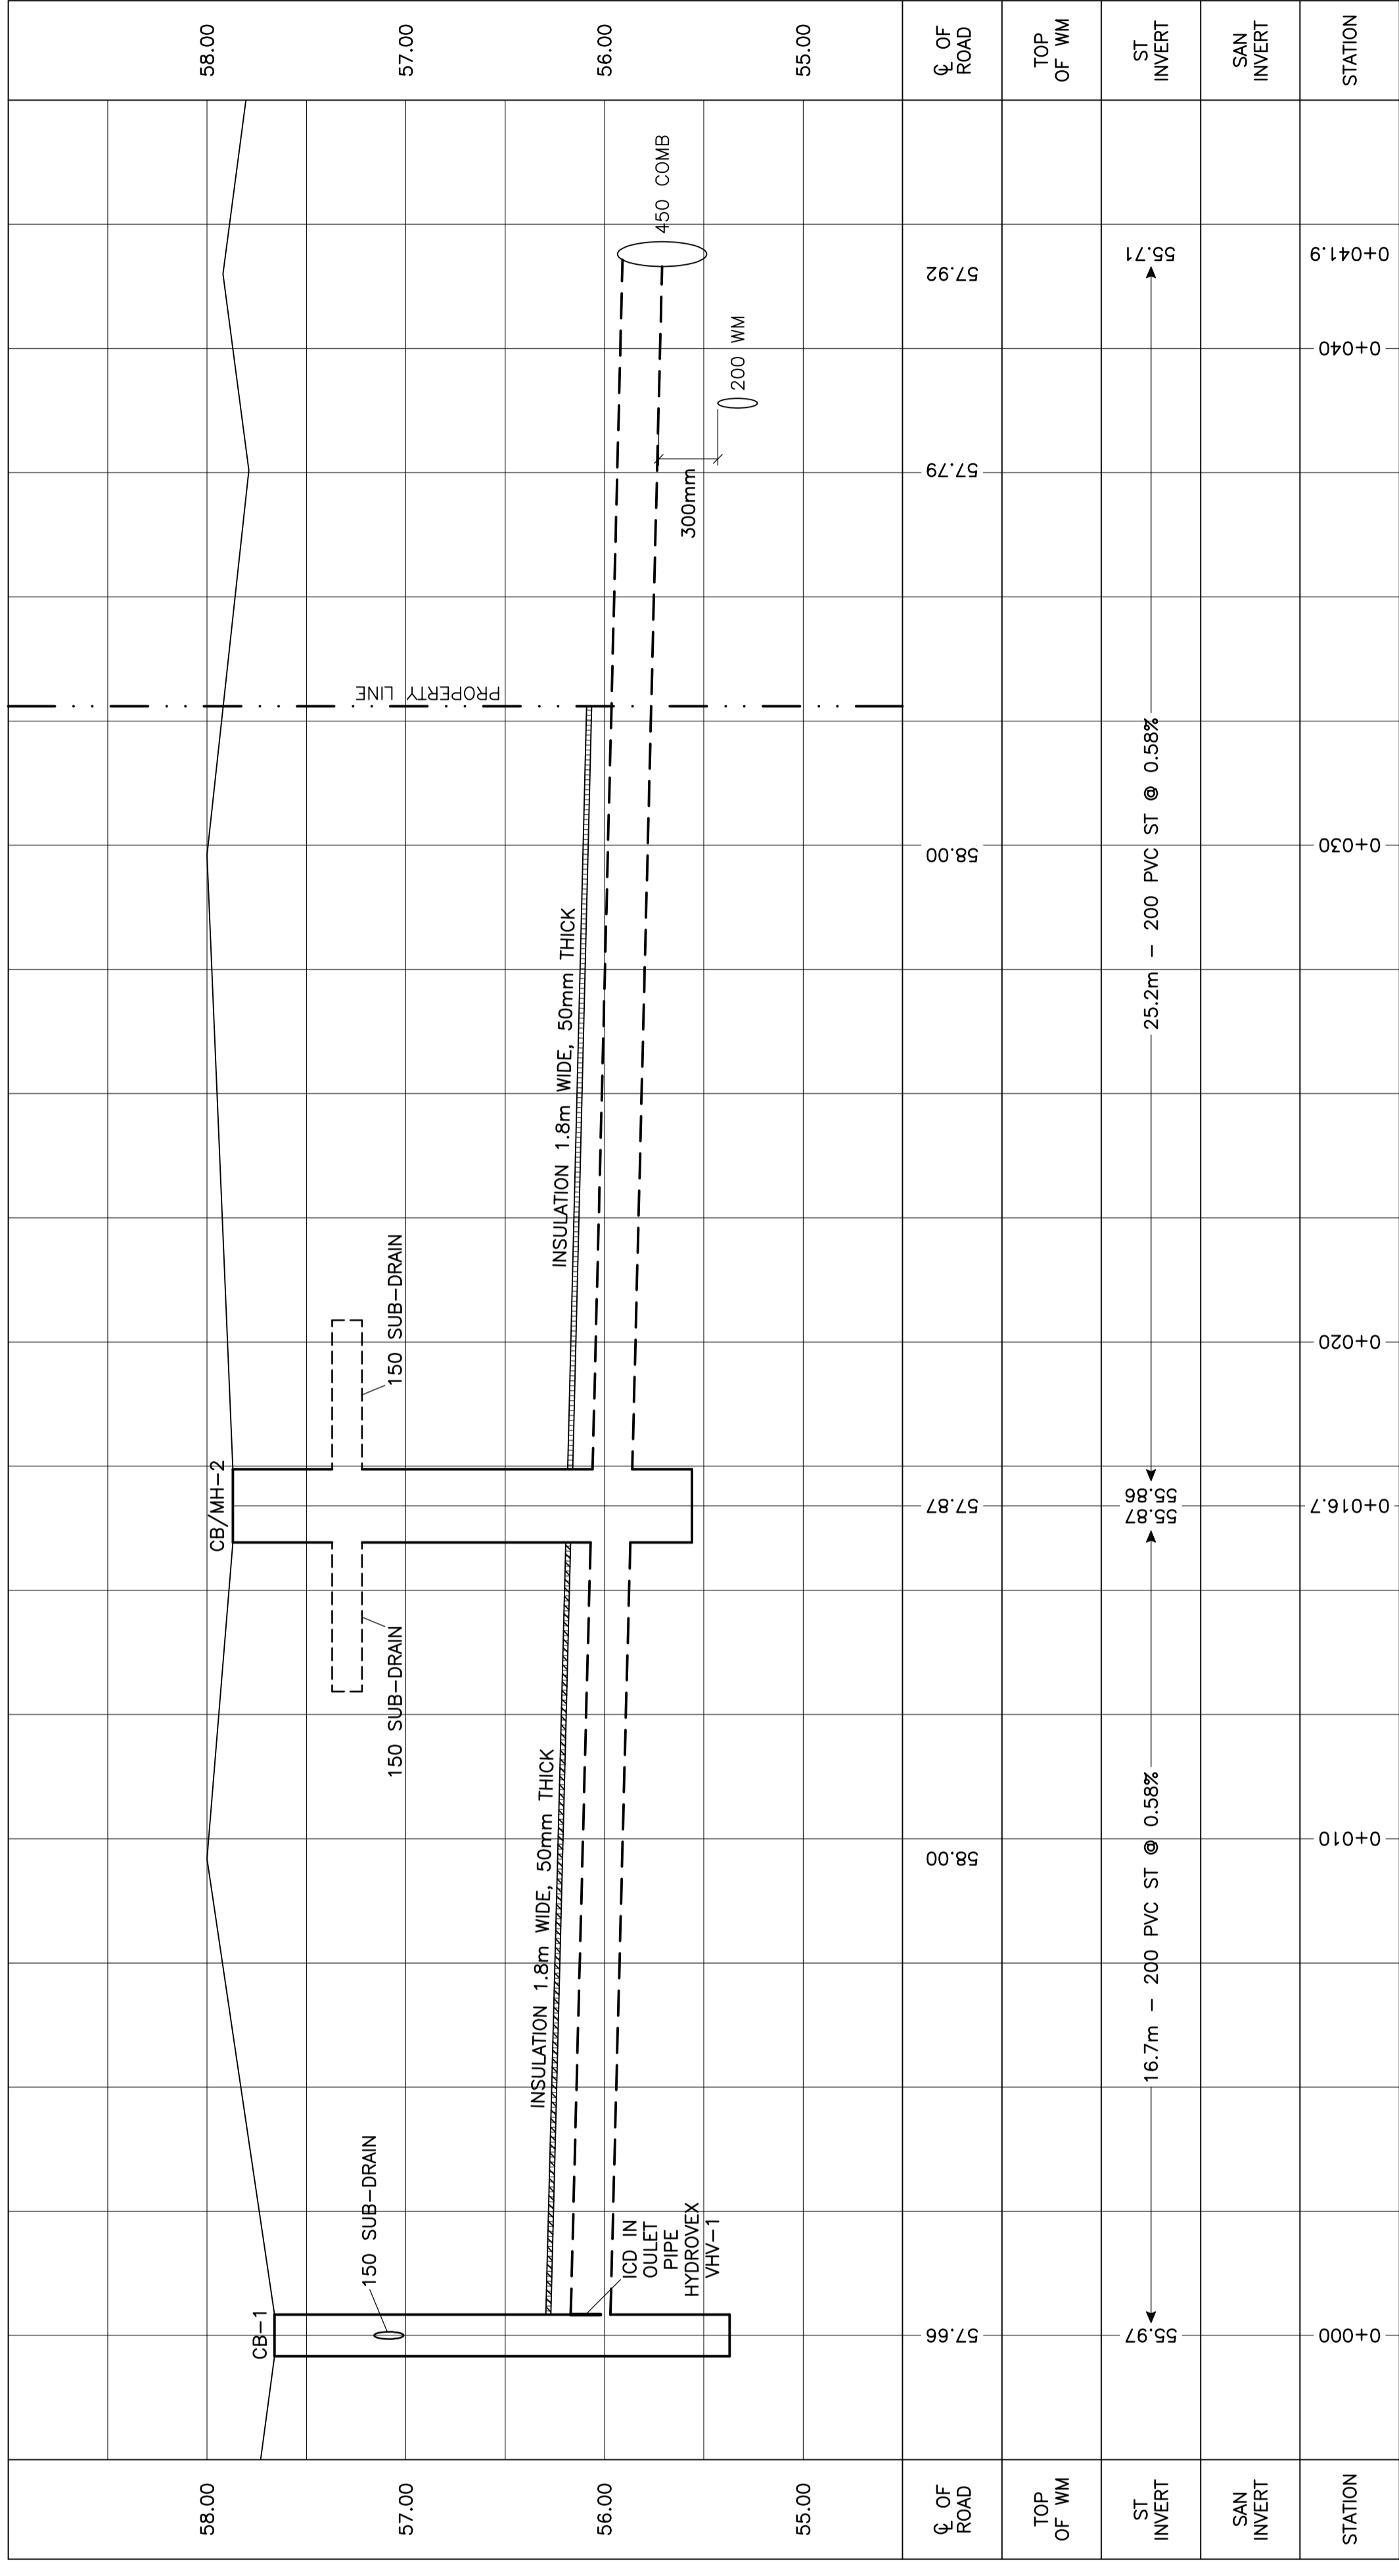 58.00
57.00
56.00
55.00
58.00
57.00
56.00
55.00
CB-1
150 SUB-DRAIN
ICD IN
OULET
PIPE
HYDROVEX
VHV-1
INSULATION 1.8m WIDE, 50mm THICK
150 SUB-DRAIN
CB/MH-2
150 SUB-DRAIN
INSULATION 1.8m WIDE, 50mm THICK
PROPERTY LINE
300mm
200 WM
450 COMB
℄ OF
ROAD
57.66
58.00
57.87
58.00
57.79
57.92
℄ OF
ROAD
TOP
OF WM
TOP
OF WM
ST
INVERT
55.97
16.7m - 200 PVC ST @ 0.58%
55.87
55.86
25.2m - 200 PVC ST @ 0.58%
55.71
ST
INVERT
SAN
INVERT
SAN
INVERT
STATION
0+000
0+010
0+016.7
0+020
0+030
0+040
0+041.9
STATION